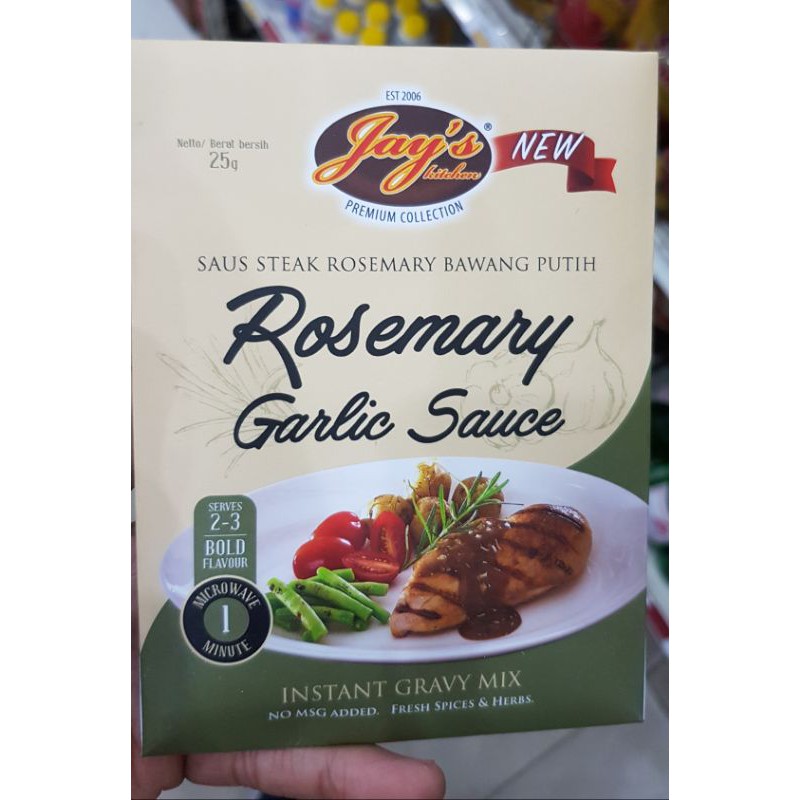 EST 2006
Jay's ®
kitchen
PREMIUM COLLECTION
NEW
Netto/ Berat bersih
25g
SAUS STEAK ROSEMARY BAWANG PUTIH
Rosemary
Garlic Sauce
SERVES
2-3
BOLD
FLAVOUR
MICROWAVE
1
MINUTE
INSTANT GRAVY MIX
NO MSG ADDED. FRESH SPICES & HERBS.